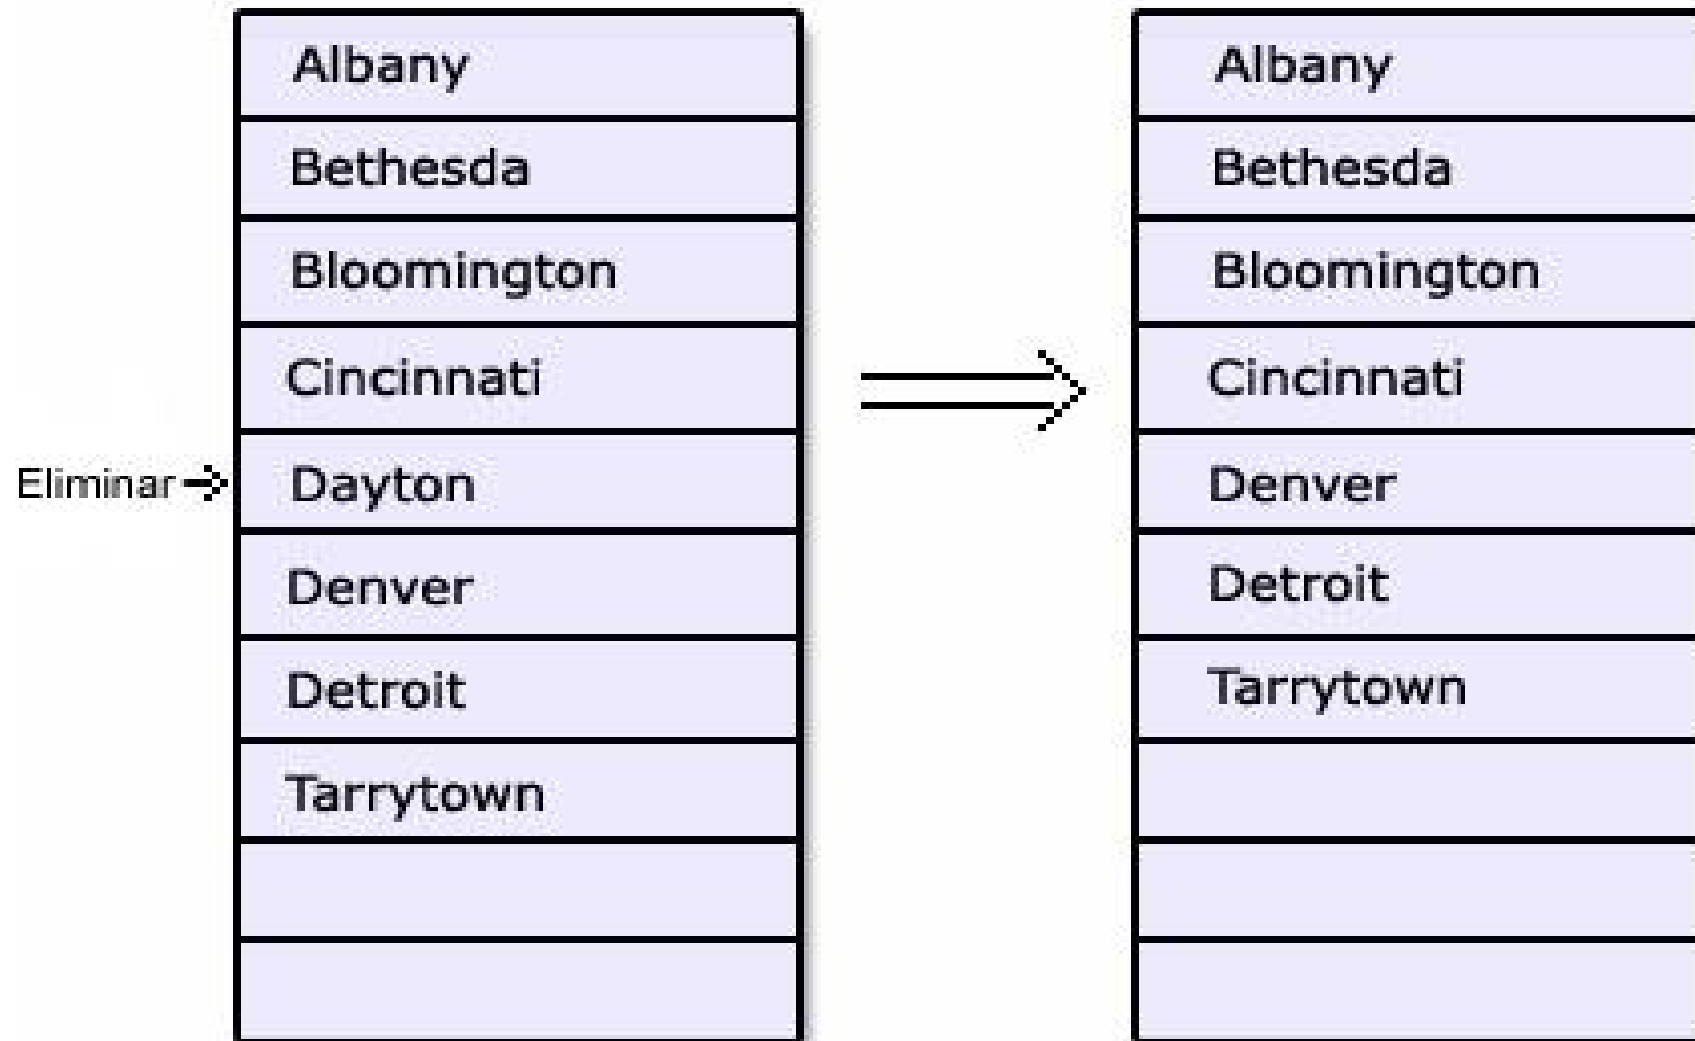 Albany
Bethesda
Bloomington
Cincinnati
Eliminar
Dayton
Denver
Detroit
Tarrytown
Albany
Bethesda
Bloomington
Cincinnati
Denver
Detroit
Tarrytown